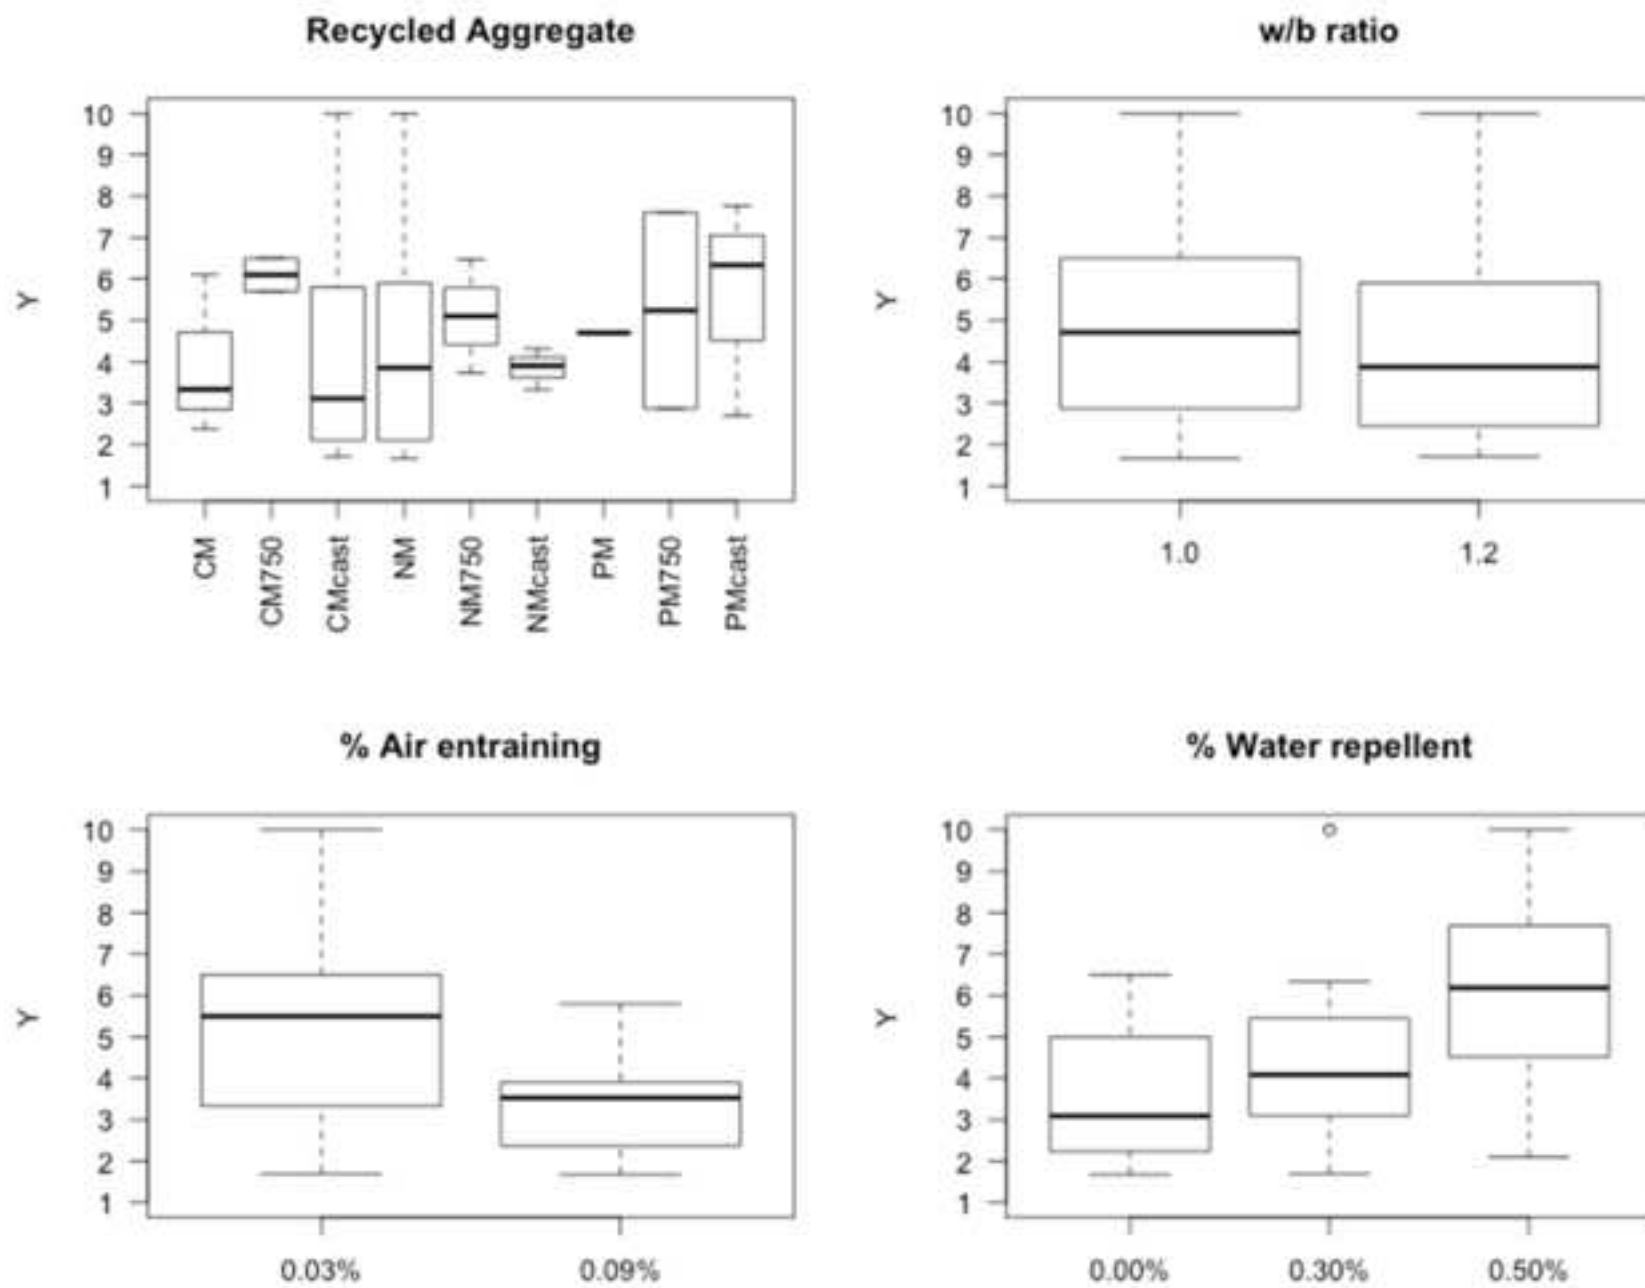 Recycled Aggregate
Y
10
9
8
7
6
5
4
3
2
1
CM
CM750
CMcast
NM
NM750
NMcast
PM
PM750
PMcast
w/b ratio
Y
10
9
8
7
6
5
4
3
2
1
1.0
1.2
% Air entraining
Y
10
9
8
7
6
5
4
3
2
1
0.03%
0.09%
% Water repellent
Y
10
9
8
7
6
5
4
3
2
1
0.00%
0.30%
0.50%